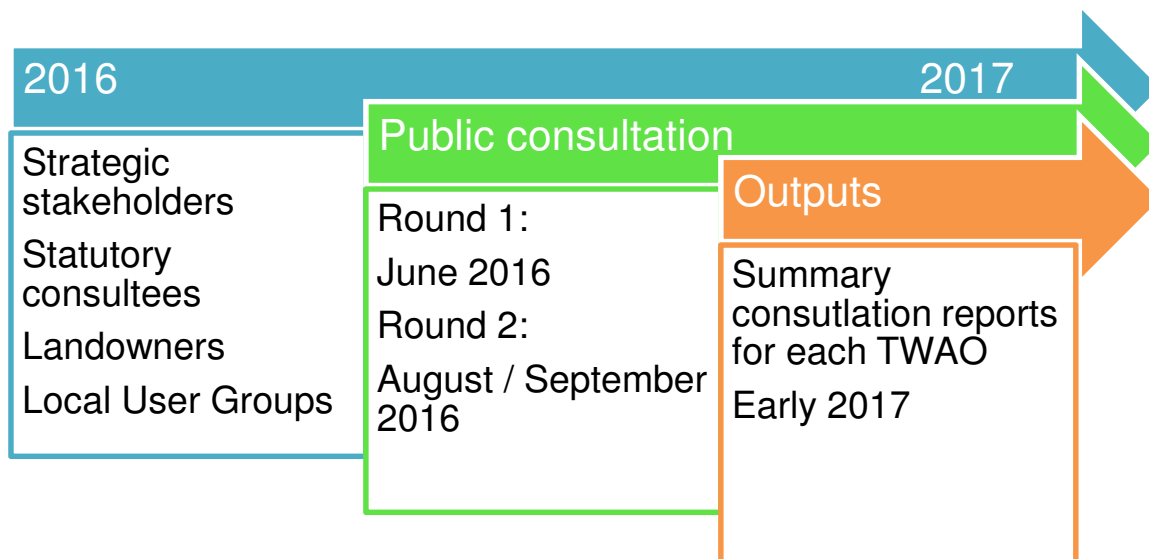 2016
2017
Strategic
stakeholders
Statutory
consultees
Landowners
Local User Groups
Public consultation
Round 1:
June 2016
Round 2:
August / September
2016
Outputs
Summary
consutlation reports
for each TWAO
Early 2017